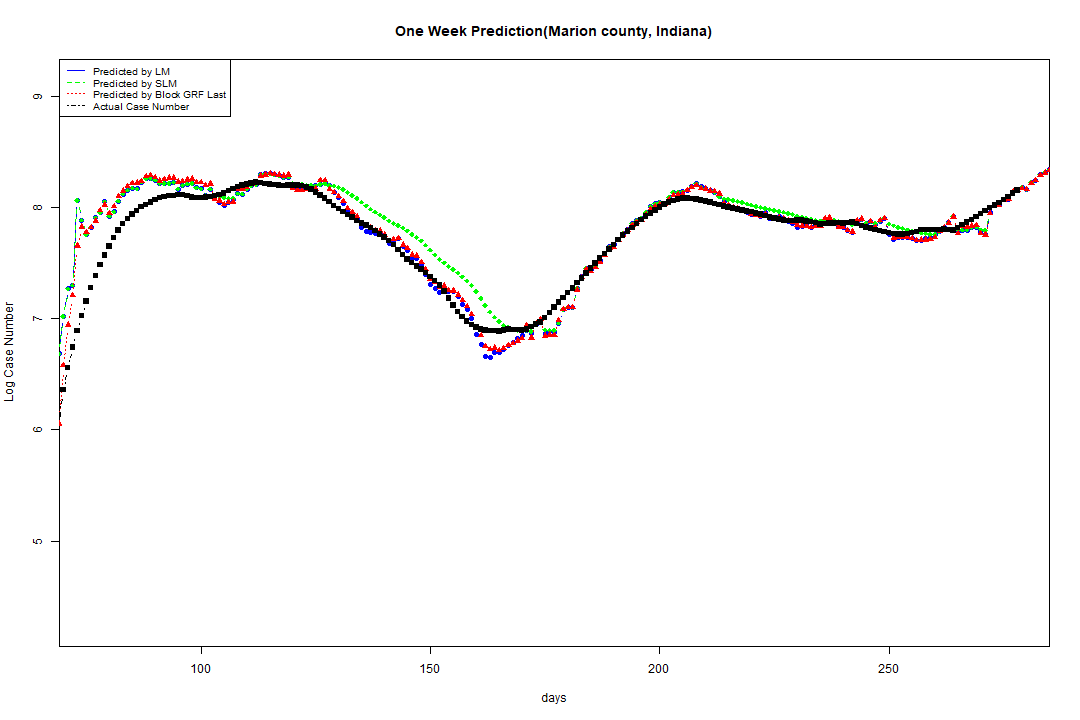 One Week Prediction(Marion county, Indiana)
Predicted by LM
Predicted by SLM
Predicted by Block GRF Last
Actual Case Number
9
8
7
6
5
Log Case Number
100 150 200 250
days